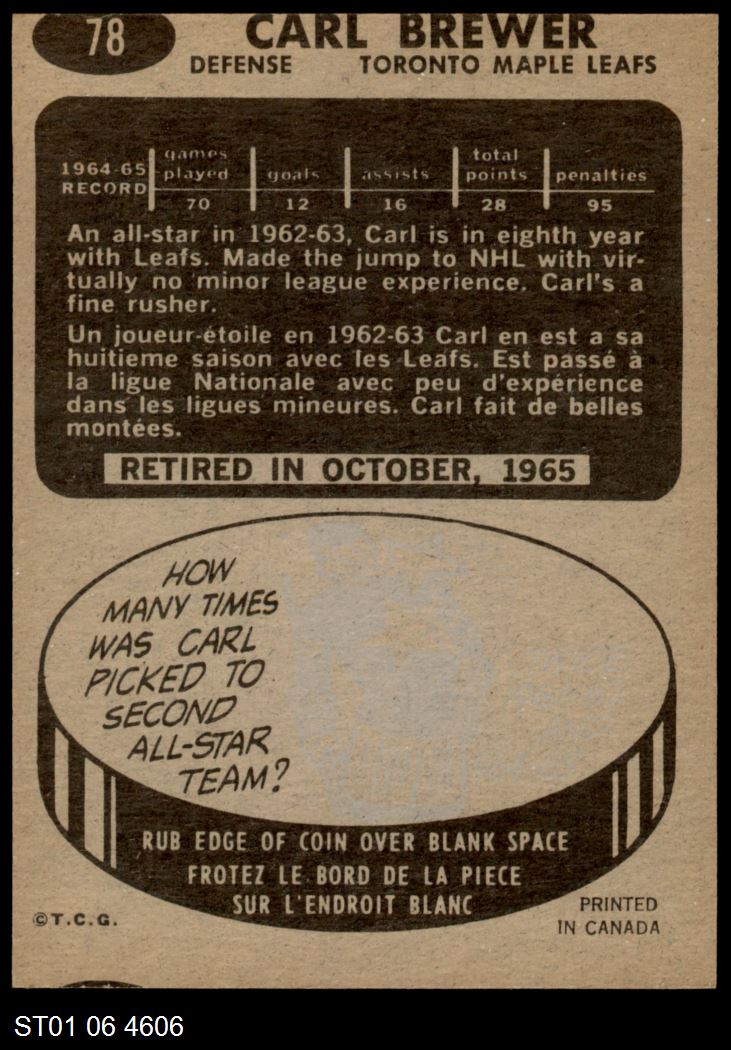 78
CARL BREWER
DEFENSE TORONTO MAPLE LEAFS
1964-65 RECORD games played goals assists total points penalties
70 12 16 28 95
An all-star in 1962-63, Carl is in eighth year
with Leafs. Made the jump to NHL with vir-
tually no minor league experience. Carl's a
fine rusher.
Un joueur-étoile en 1962-63 Carl en est a sa
huitieme saison avec les Leafs. Est passé à
la ligue Nationale avec peu d'expérience
dans les ligues mineures. Carl fait de belles
montées.
RETIRED IN OCTOBER, 1965
HOW
MANY TIMES
WAS CARL
PICKED TO
SECOND
ALL-STAR
TEAM?
RUB EDGE OF COIN OVER BLANK SPACE
FROTEZ LE BORD DE LA PIECE
SUR L'ENDROIT BLANC
©T.C.G.
PRINTED
IN CANADA
ST01 06 4606